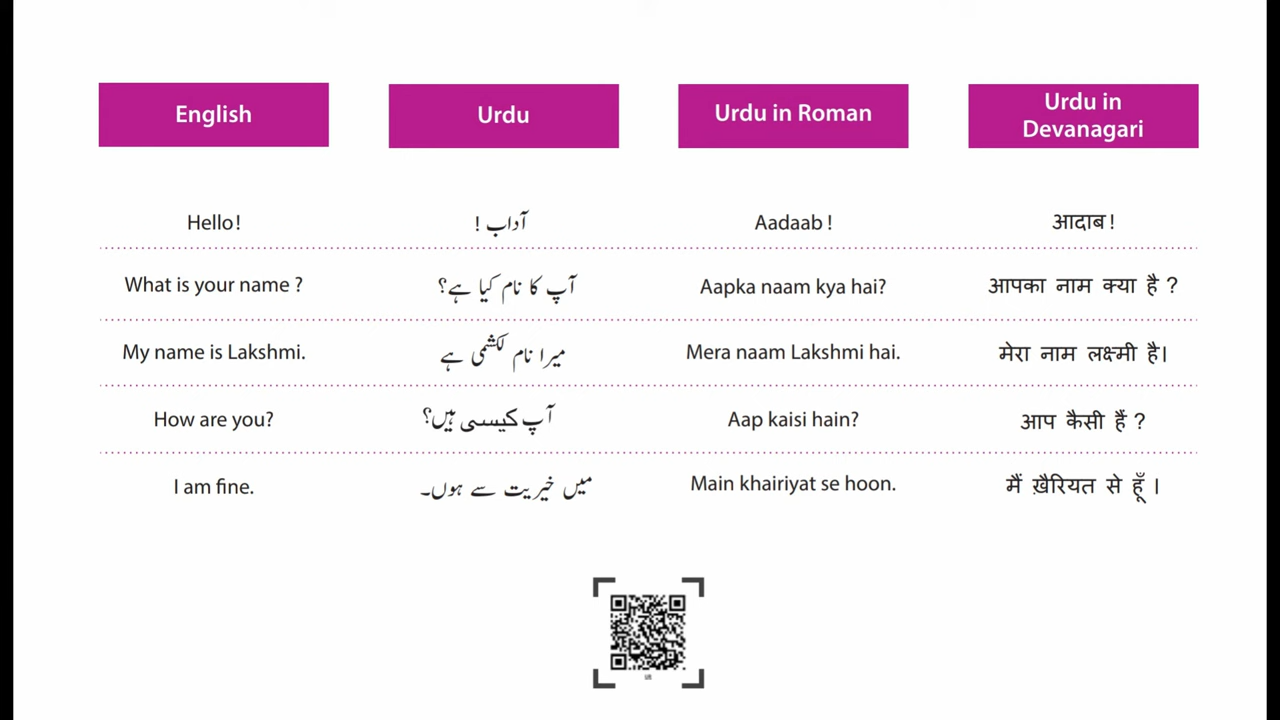 English
Urdu
Urdu in Roman
Urdu in
Devanagari
Hello!
آداب !
Aadaab !
आदाब !
What is your name ?
آپ کا نام کیا ہے؟
Aapka naam kya hai?
आपका नाम क्या है ?
My name is Lakshmi.
میرا نام لکشمی ہے
Mera naam Lakshmi hai.
मेरा नाम लक्ष्मी है।
How are you?
آپ کیسی ہیں؟
Aap kaisi hain?
आप कैसी हैं ?
I am fine.
میں خیریت سے ہوں۔
Main khairiyat se hoon.
मैं ख़ैरियत से हूँ ।